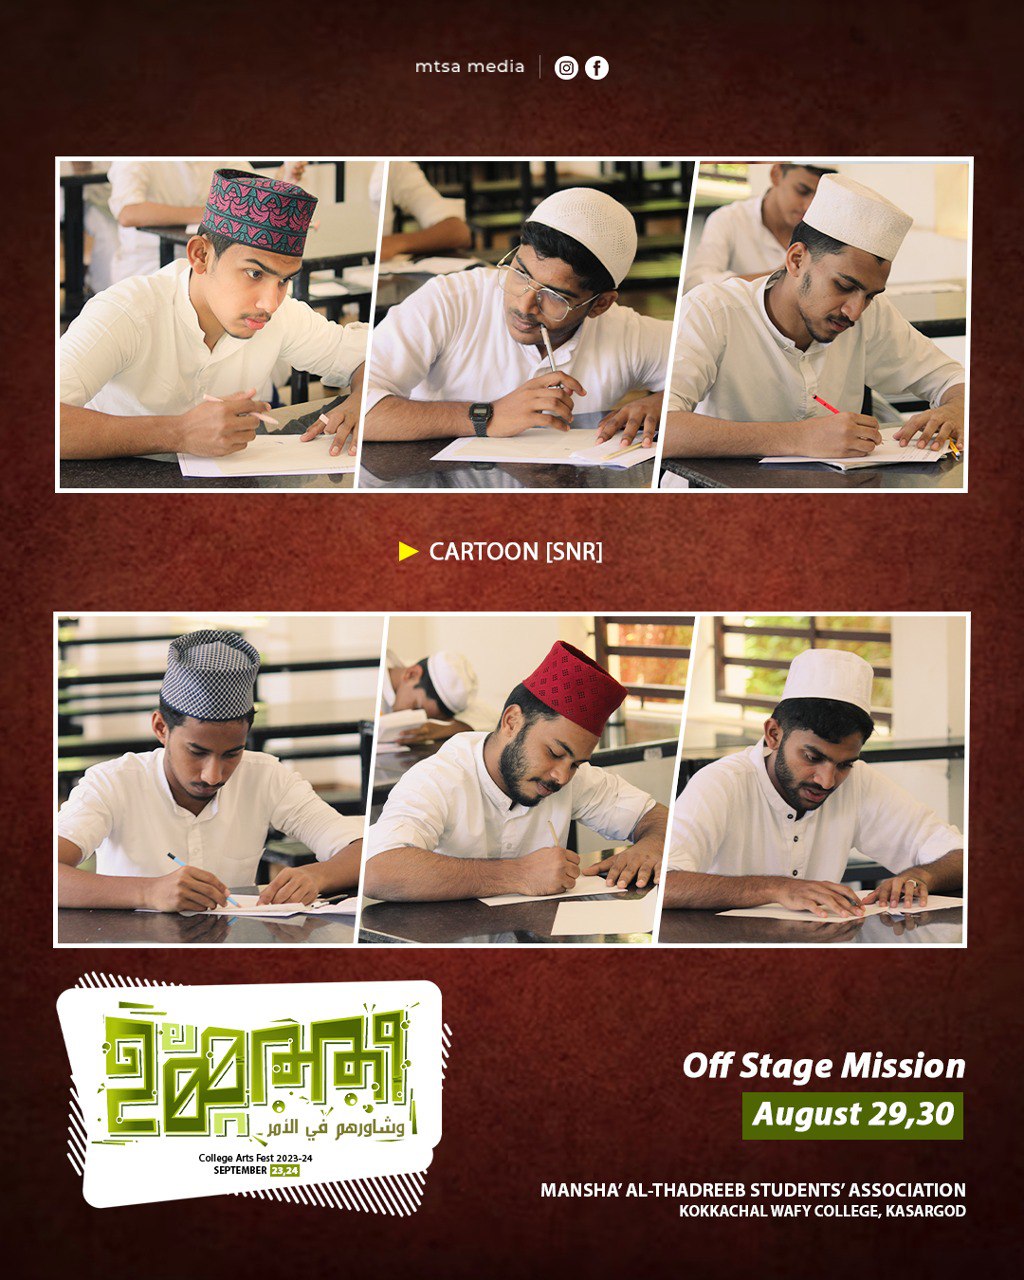 mtsa media
CARTOON [SNR]
وشاورهم في الأمر
College Arts Fest 2023-24
SEPTEMBER 23,24
Off Stage Mission
August 29,30
MANSHA’ AL-THADREEB STUDENTS’ ASSOCIATION
KOKKACHAL WAFY COLLEGE, KASARGOD